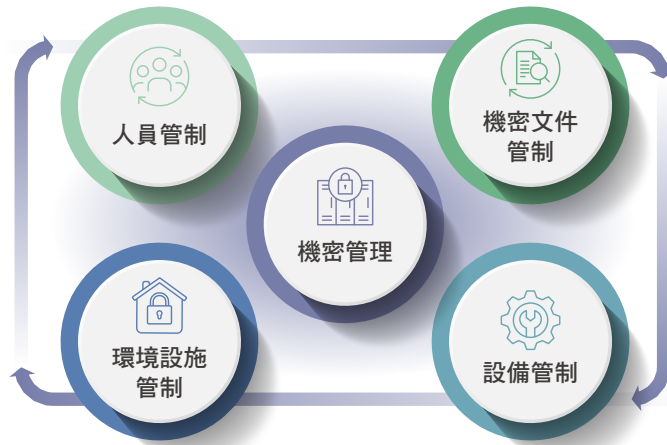 人員管制
機密文件
管制
機密管理
環境設施
管制
設備管制